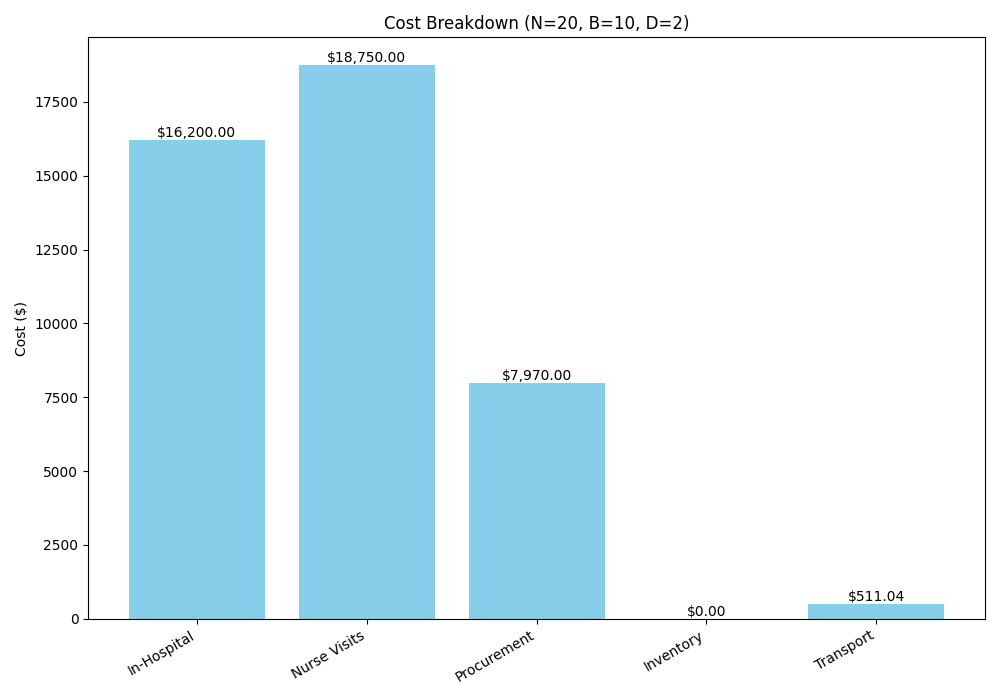 Cost Breakdown (N=20, B=10, D=2)
$18,750.00
$16,200.00
$7,970.00
$0.00
$511.04
17500
15000
12500
10000
7500
5000
2500
0
Cost ($)
In-Hospital
Nurse Visits
Procurement
Inventory
Transport